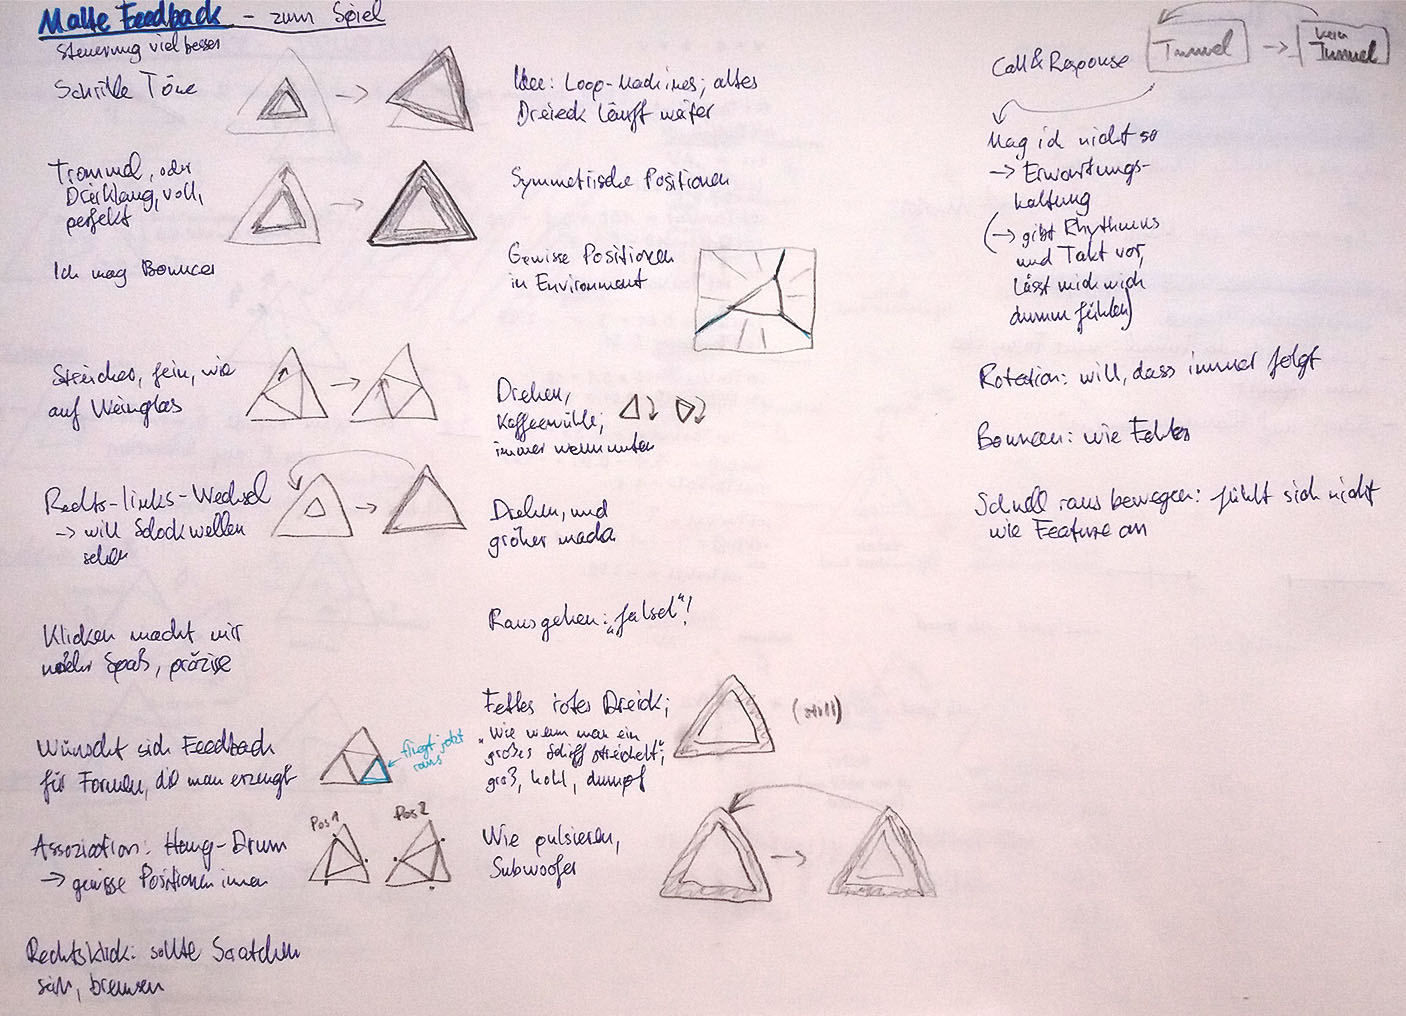 Malte Feedback – zum Spiel
Steuerung viel besser
Schrille Töne
Trommel, oder
Dreiklang, voll,
perfekt
Ich mag Bouncen
Streichen, fein, wie
auf Weinglas
Rechts-links-Wechsel
→ will Schockwellen
sehen
Klicken macht mir
mehr Spaß, präzise
Wünscht sich Feedback
für Formen, die man erzeugt
fliegt jetzt
raus
Assoziation: Hang-Drum
→ gewisse Positionen innen
Pos 1
Pos 2
Rechtsklick: sollte Scratchen
sein, bremsen
Idee: Loop-Machines; altes
Dreieck läuft weiter
Symmetrische Positionen
Gewisse Positionen
in Environment
Drehen,
Kaffeemühle,
immer wenn unten
Drehen, und
größer machen
Rausgehen: „falsch“!
Fettes rotes Dreieck;
"Wie wenn man ein
großes Schiff streichelt";
groß, hohl, dumpf
(still)
Wie pulsieren,
Subwoofer
Call & Response
Tunnel → kein
Tunnel
Mag ich nicht so
→ Erwartungs-
haltung
(→ gibt Rhythmus
und Takt vor,
lässt mich mich
dumm fühlen)
Rotation: will, dass immer folgt
Bouncen: wie Fehler
Schnell raus bewegen: fühlt sich nicht
wie Feature an